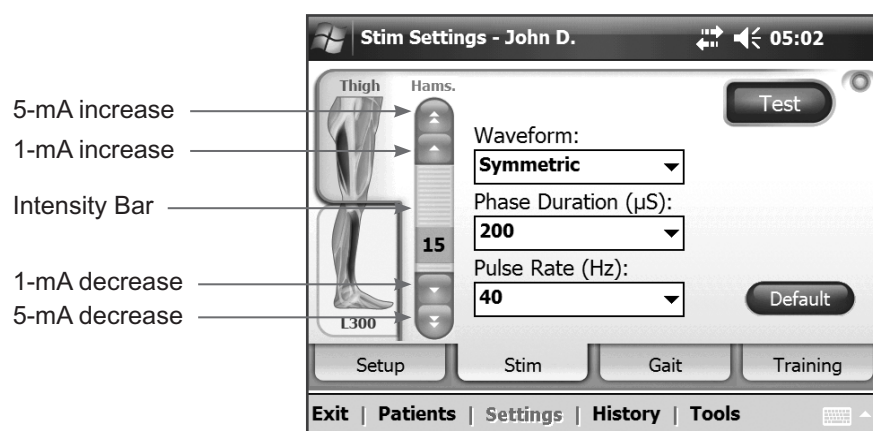 Stim Settings - John D.
05:02
Thigh
Hams.
5-mA increase
1-mA increase
Intensity Bar
1-mA decrease
5-mA decrease
15
L300
Test
Waveform:
Symmetric
Phase Duration (µS):
200
Pulse Rate (Hz):
40
Default
Setup
Stim
Gait
Training
Exit | Patients | Settings | History | Tools